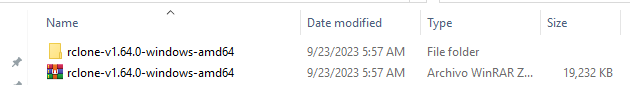 Name Date modified Type Size
rclone-v1.64.0-windows-amd64 9/23/2023 5:57 AM File folder
rclone-v1.64.0-windows-amd64 9/23/2023 5:57 AM Archivo WinRAR Z... 19,232 KB